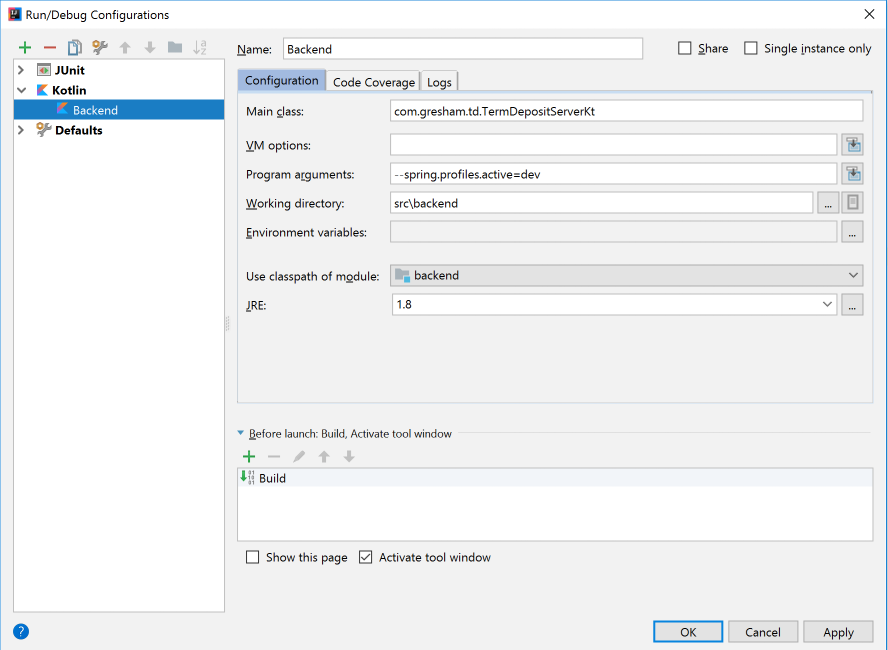 Run/Debug Configurations
Name: Backend Share Single instance only
JUnit
Kotlin
Backend
Defaults
Configuration Code Coverage Logs
Main class: com.gresham.td.TermDepositServerKt
VM options:
Program arguments: --spring.profiles.active=dev
Working directory: src\backend ...
Environment variables: ...
Use classpath of module: backend
JRE: 1.8 ...
Before launch: Build, Activate tool window
Build
Show this page Activate tool window
? OK Cancel Apply